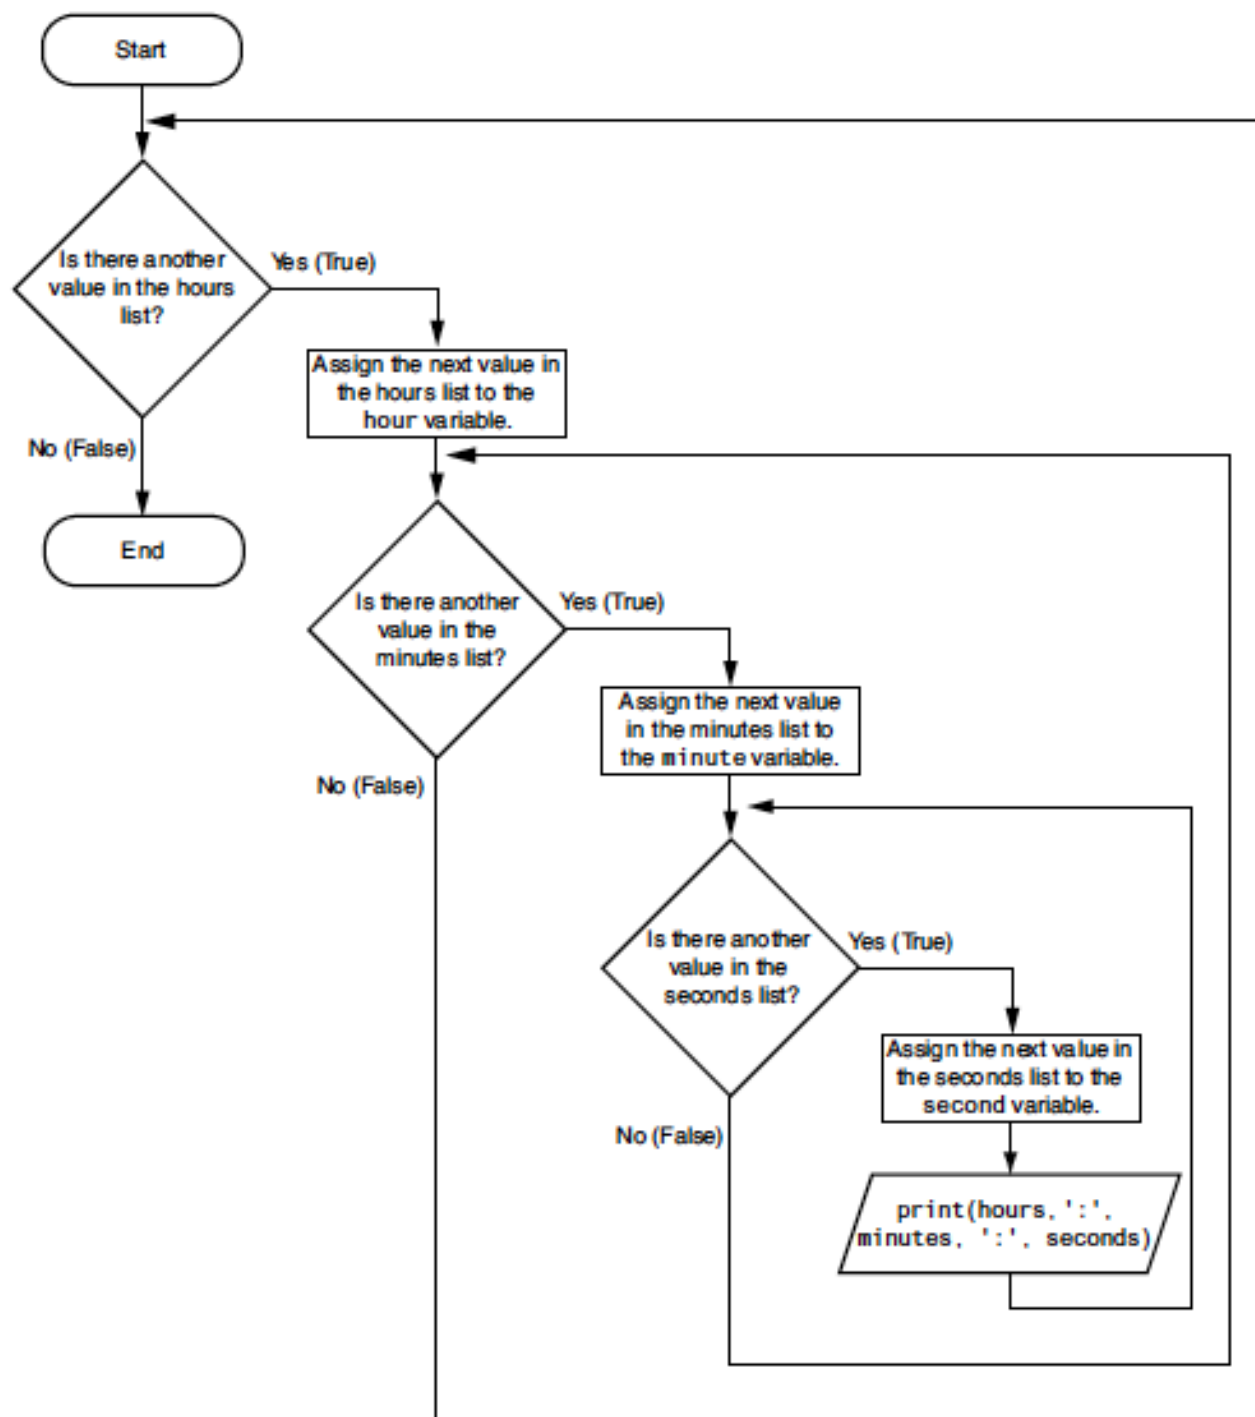 Start
Is there another
value in the hours
list?
Yes (True)
Assign the next value in
the hours list to the
hour variable.
No (False)
End
Is there another
value in the
minutes list?
Yes (True)
Assign the next value
in the minutes list to
the minute variable.
No (False)
Is there another
value in the
seconds list?
Yes (True)
Assign the next value in
the seconds list to the
second variable.
No (False)
print(hours, ':',
minutes, ':', seconds)